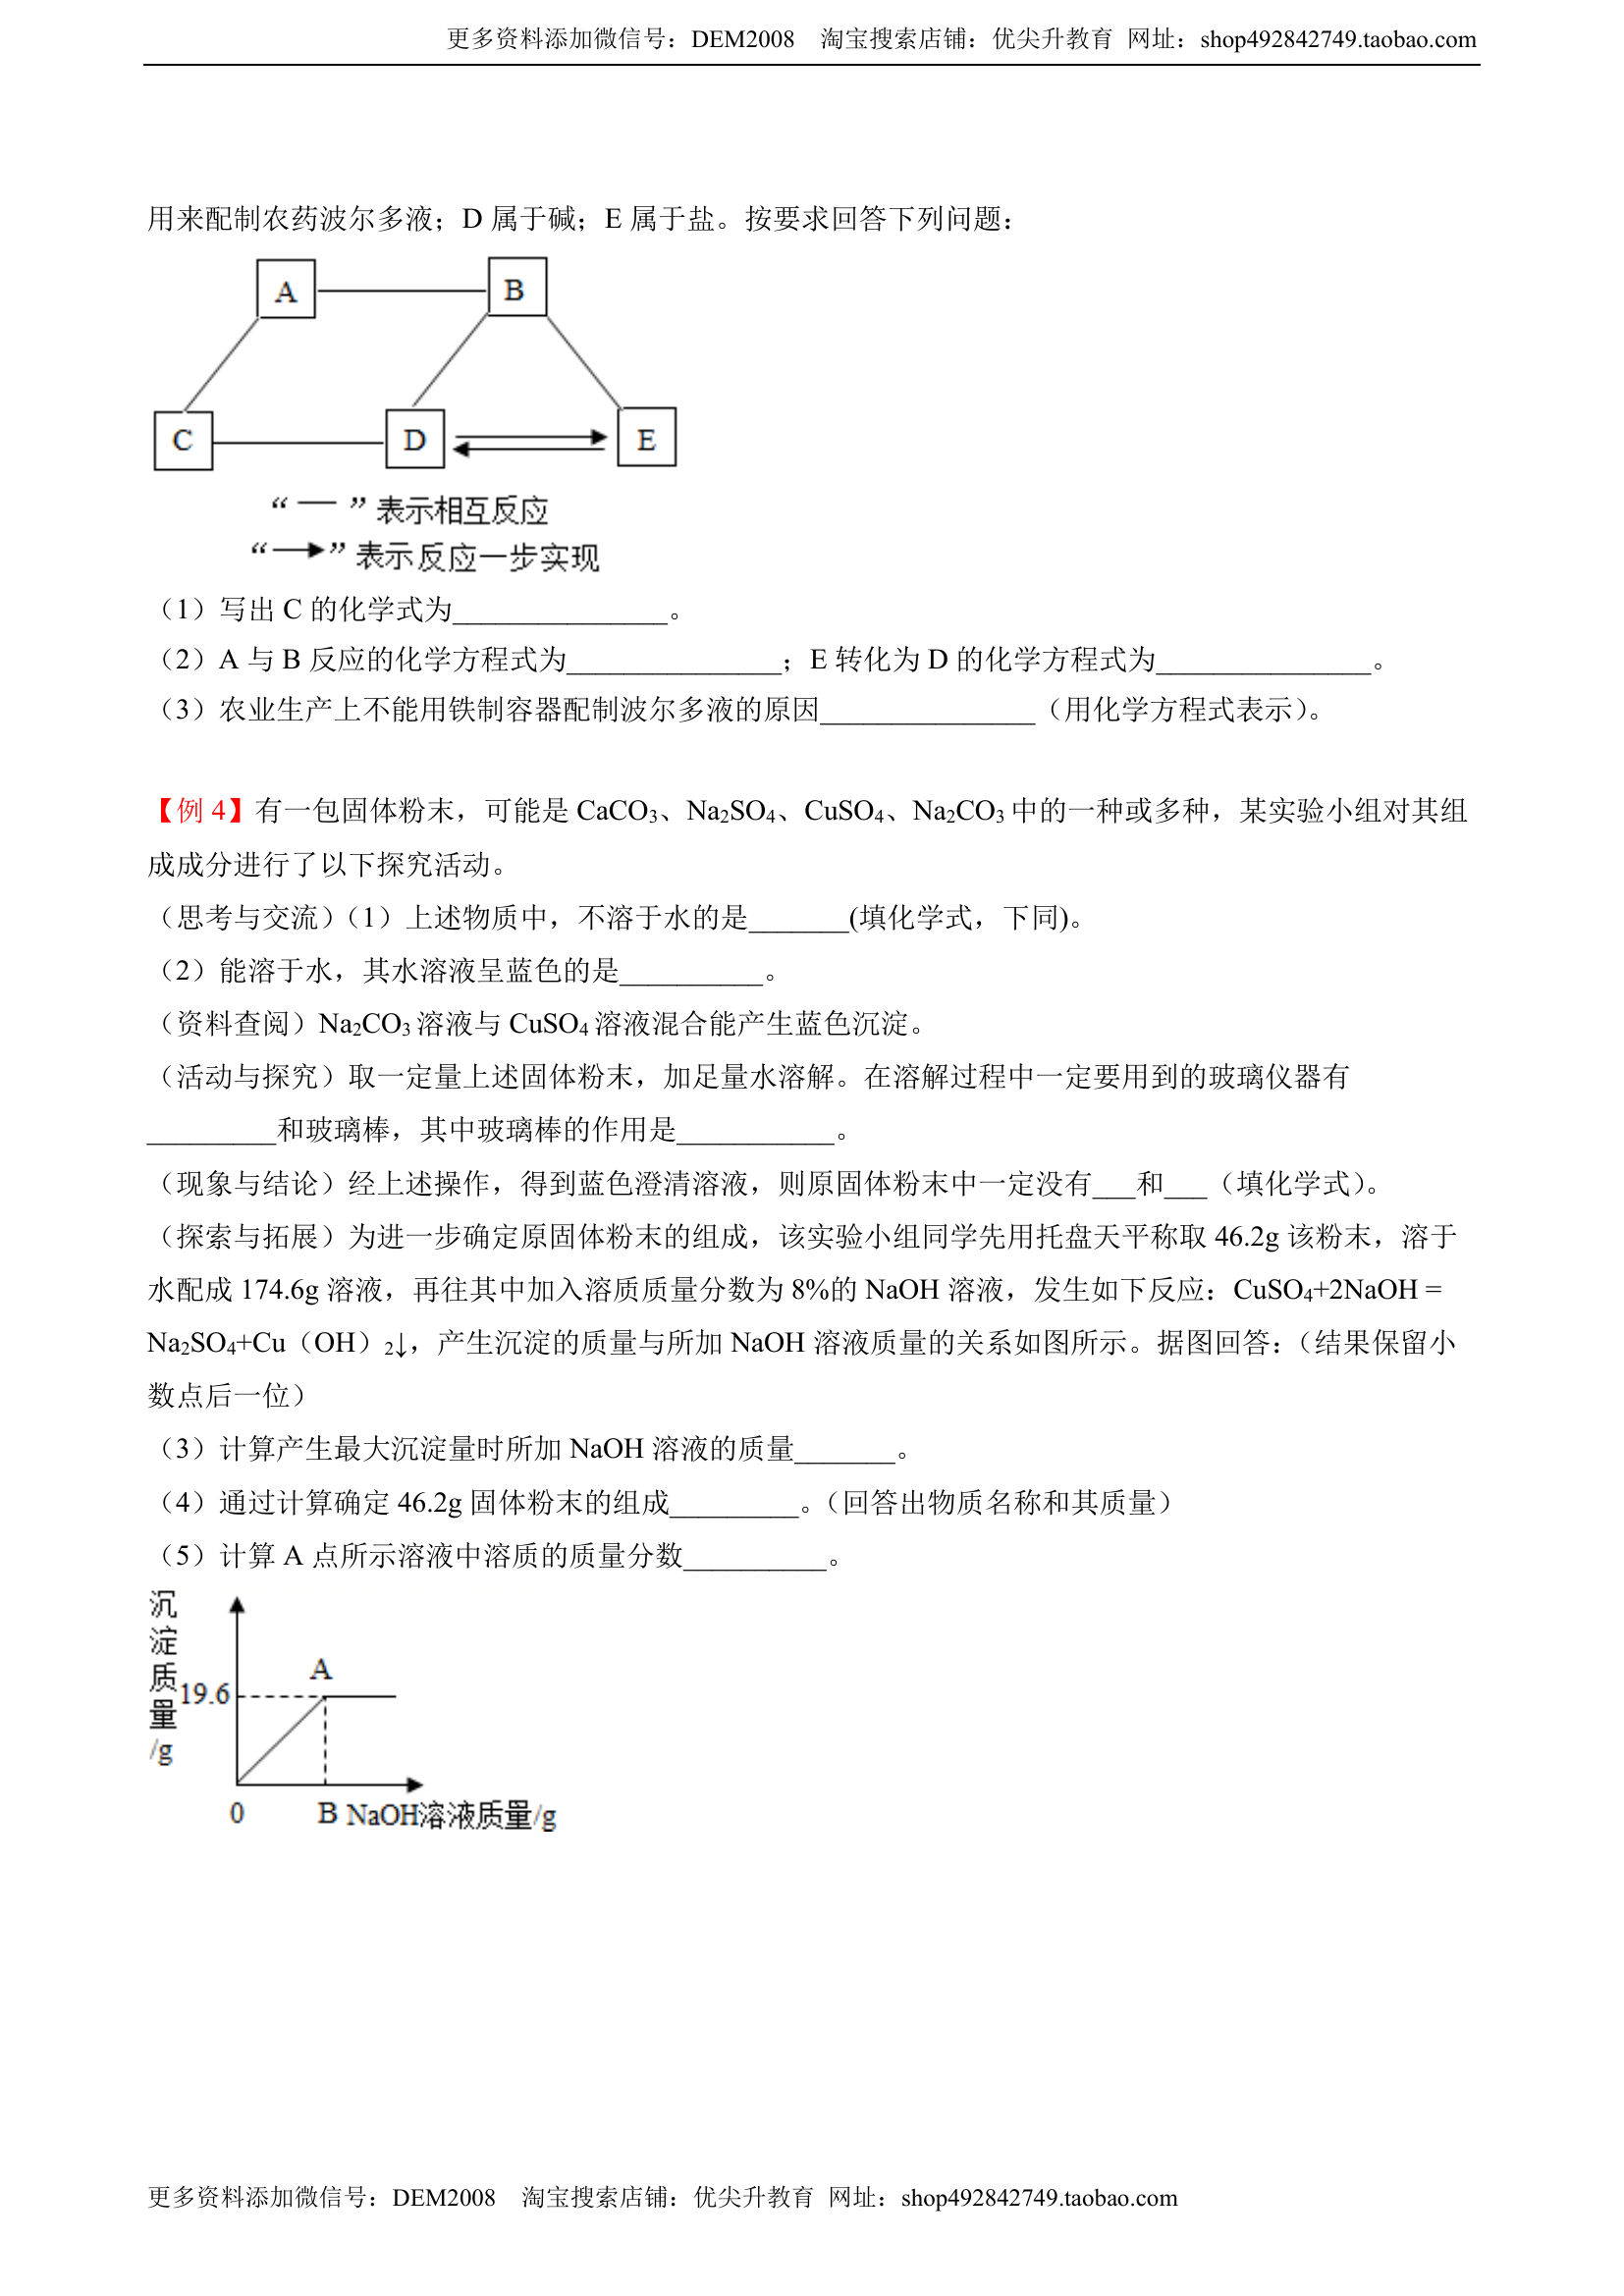 更多资料添加微信号：DEM2008 淘宝搜索店铺：优尖升教育 网址：shop492842749.taobao.com
用来配制农药波尔多液；D 属于碱；E 属于盐。按要求回答下列问题：
A
B
C
D
E
“ — ” 表示相互反应
“→” 表示反应一步实现
（1）写出 C 的化学式为_______________。
（2）A 与 B 反应的化学方程式为_______________；E 转化为 D 的化学方程式为_______________。
（3）农业生产上不能用铁制容器配制波尔多液的原因_______________（用化学方程式表示）。
【例 4】有一包固体粉末，可能是 CaCO₃、Na₂SO₄、CuSO₄、Na₂CO₃ 中的一种或多种，某实验小组对其组
成成分进行了以下探究活动。
（思考与交流）（1）上述物质中，不溶于水的是_______(填化学式，下同)。
（2）能溶于水，其水溶液呈蓝色的是__________。
（资料查阅）Na₂CO₃ 溶液与 CuSO₄ 溶液混合能产生蓝色沉淀。
（活动与探究）取一定量上述固体粉末，加足量水溶解。在溶解过程中一定要用到的玻璃仪器有
_________和玻璃棒，其中玻璃棒的作用是___________。
（现象与结论）经上述操作，得到蓝色澄清溶液，则原固体粉末中一定没有___和___（填化学式）。
（探索与拓展）为进一步确定原固体粉末的组成，该实验小组同学先用托盘天平称取 46.2g 该粉末，溶于
水配成 174.6g 溶液，再往其中加入溶质质量分数为 8%的 NaOH 溶液，发生如下反应：CuSO₄+2NaOH =
Na₂SO₄+Cu（OH）₂↓，产生沉淀的质量与所加 NaOH 溶液质量的关系如图所示。据图回答：（结果保留小
数点后一位）
（3）计算产生最大沉淀量时所加 NaOH 溶液的质量_______。
（4）通过计算确定 46.2g 固体粉末的组成_________。（回答出物质名称和其质量）
（5）计算 A 点所示溶液中溶质的质量分数__________。
沉淀质量/g
A
19.6
0
B
NaOH溶液质量/g
更多资料添加微信号：DEM2008 淘宝搜索店铺：优尖升教育 网址：shop492842749.taobao.com